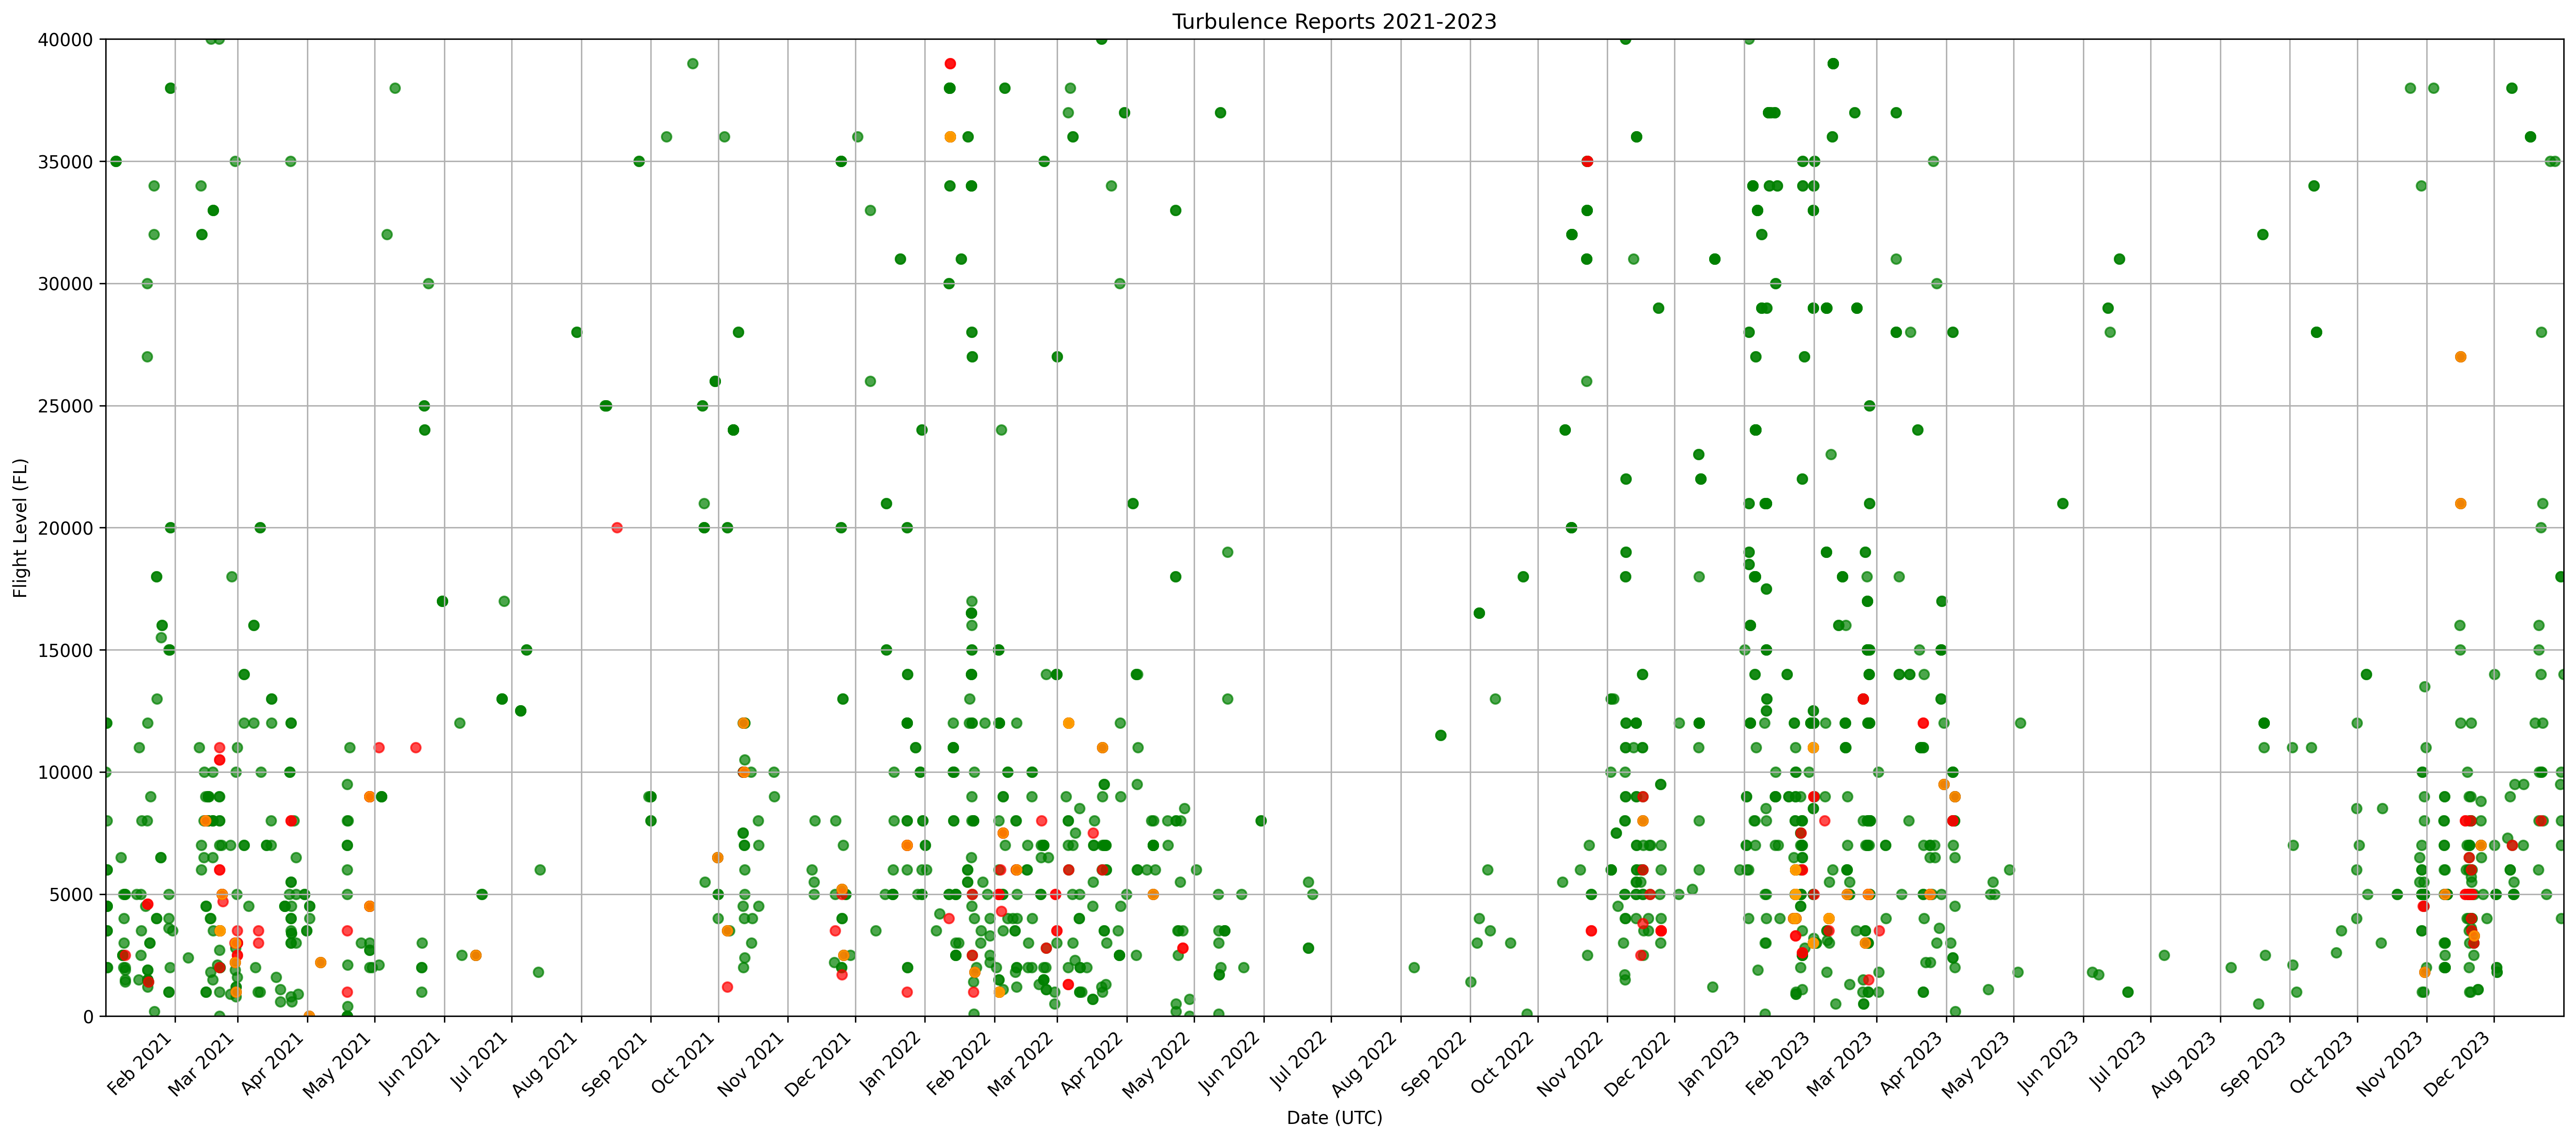 Turbulence Reports 2021-2023
Flight Level (FL)
40000
35000
30000
25000
20000
15000
10000
5000
0
Feb 2021
Mar 2021
Apr 2021
May 2021
Jun 2021
Jul 2021
Aug 2021
Sep 2021
Oct 2021
Nov 2021
Dec 2021
Jan 2022
Feb 2022
Mar 2022
Apr 2022
May 2022
Jun 2022
Jul 2022
Aug 2022
Sep 2022
Oct 2022
Nov 2022
Dec 2022
Jan 2023
Feb 2023
Mar 2023
Apr 2023
May 2023
Jun 2023
Jul 2023
Aug 2023
Sep 2023
Oct 2023
Nov 2023
Dec 2023
Date (UTC)